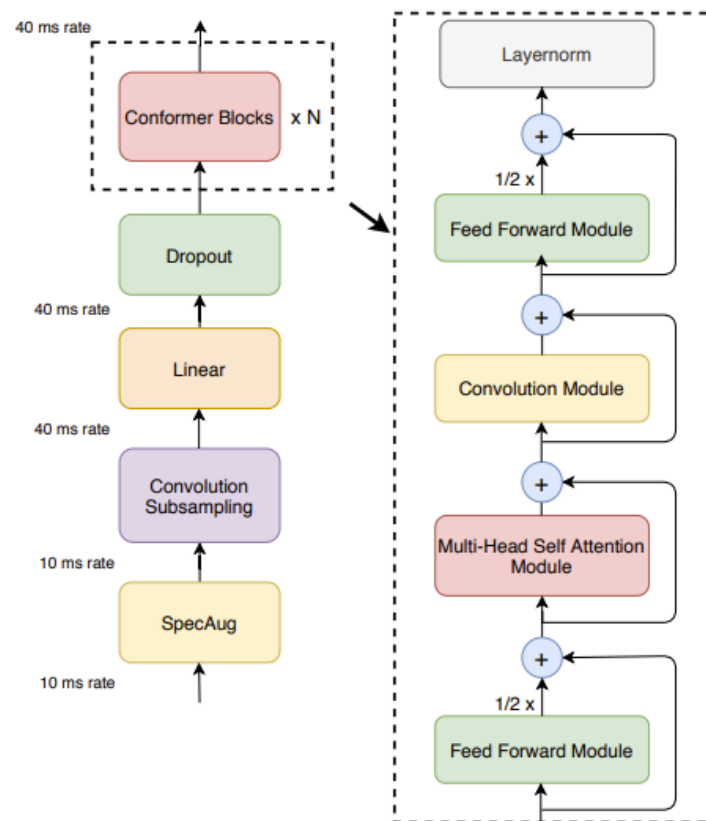 40 ms rate
Conformer Blocks
x N
Dropout
40 ms rate
Linear
40 ms rate
Convolution
Subsampling
10 ms rate
SpecAug
10 ms rate
Layernorm
+
1/2 x
Feed Forward Module
+
Convolution Module
+
Multi-Head Self Attention
Module
+
1/2 x
Feed Forward Module